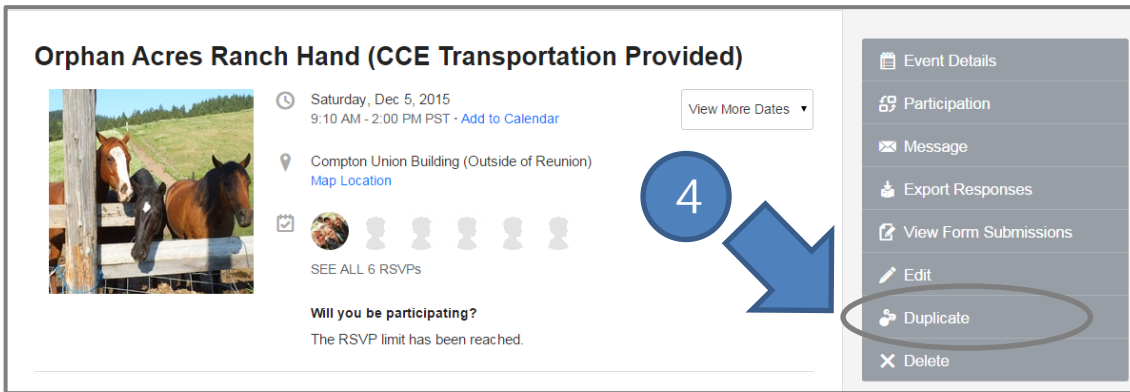 Orphan Acres Ranch Hand (CCE Transportation Provided)
Saturday, Dec 5, 2015
9:10 AM - 2:00 PM PST · Add to Calendar
View More Dates
Compton Union Building (Outside of Reunion)
Map Location
SEE ALL 6 RSVPs
Will you be participating?
The RSVP limit has been reached.
4
Event Details
Participation
Message
Export Responses
View Form Submissions
Edit
Duplicate
Delete